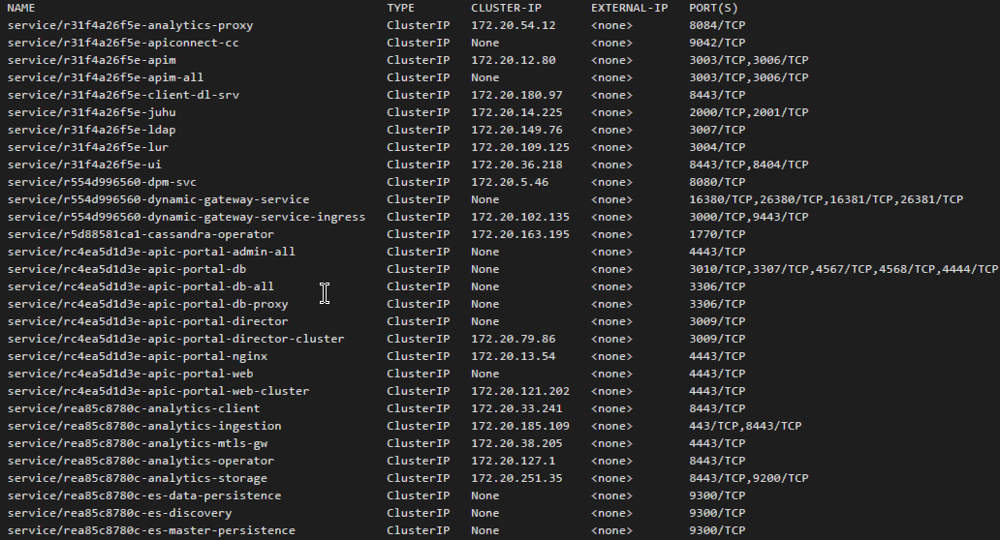 NAME TYPE CLUSTER-IP EXTERNAL-IP PORT(S)
service/r31f4a26f5e-analytics-proxy ClusterIP 172.20.54.12 <none> 8084/TCP
service/r31f4a26f5e-apiconnect-cc ClusterIP None <none> 9042/TCP
service/r31f4a26f5e-apim ClusterIP 172.20.12.80 <none> 3003/TCP,3006/TCP
service/r31f4a26f5e-apim-all ClusterIP None <none> 3003/TCP,3006/TCP
service/r31f4a26f5e-client-dl-srv ClusterIP 172.20.180.97 <none> 8443/TCP
service/r31f4a26f5e-juhu ClusterIP 172.20.14.225 <none> 2000/TCP,2001/TCP
service/r31f4a26f5e-ldap ClusterIP 172.20.149.76 <none> 3007/TCP
service/r31f4a26f5e-lur ClusterIP 172.20.109.125 <none> 3004/TCP
service/r31f4a26f5e-ui ClusterIP 172.20.36.218 <none> 8443/TCP,8404/TCP
service/r554d996560-dpm-svc ClusterIP 172.20.5.46 <none> 8080/TCP
service/r554d996560-dynamic-gateway-service ClusterIP None <none> 16380/TCP,26380/TCP,16381/TCP,26381/TCP
service/r554d996560-dynamic-gateway-service-ingress ClusterIP 172.20.102.135 <none> 3000/TCP,9443/TCP
service/r5d88581ca1-cassandra-operator ClusterIP 172.20.163.195 <none> 1770/TCP
service/rc4ea5d1d3e-apic-portal-admin-all ClusterIP None <none> 4443/TCP
service/rc4ea5d1d3e-apic-portal-db ClusterIP None <none> 3010/TCP,3307/TCP,4567/TCP,4568/TCP,4444/TCP
service/rc4ea5d1d3e-apic-portal-db-all ClusterIP None <none> 3306/TCP
service/rc4ea5d1d3e-apic-portal-db-proxy ClusterIP None <none> 3306/TCP
service/rc4ea5d1d3e-apic-portal-director ClusterIP None <none> 3009/TCP
service/rc4ea5d1d3e-apic-portal-director-cluster ClusterIP 172.20.79.86 <none> 3009/TCP
service/rc4ea5d1d3e-apic-portal-nginx ClusterIP 172.20.13.54 <none> 4443/TCP
service/rc4ea5d1d3e-apic-portal-web ClusterIP None <none> 4443/TCP
service/rc4ea5d1d3e-apic-portal-web-cluster ClusterIP 172.20.121.202 <none> 4443/TCP
service/rea85c8780c-analytics-client ClusterIP 172.20.33.241 <none> 8443/TCP
service/rea85c8780c-analytics-ingestion ClusterIP 172.20.185.109 <none> 443/TCP,8443/TCP
service/rea85c8780c-analytics-mtls-gw ClusterIP 172.20.38.205 <none> 4443/TCP
service/rea85c8780c-analytics-operator ClusterIP 172.20.127.1 <none> 8443/TCP
service/rea85c8780c-analytics-storage ClusterIP 172.20.251.35 <none> 8443/TCP,9200/TCP
service/rea85c8780c-es-data-persistence ClusterIP None <none> 9300/TCP
service/rea85c8780c-es-discovery ClusterIP None <none> 9300/TCP
service/rea85c8780c-es-master-persistence ClusterIP None <none> 9300/TCP